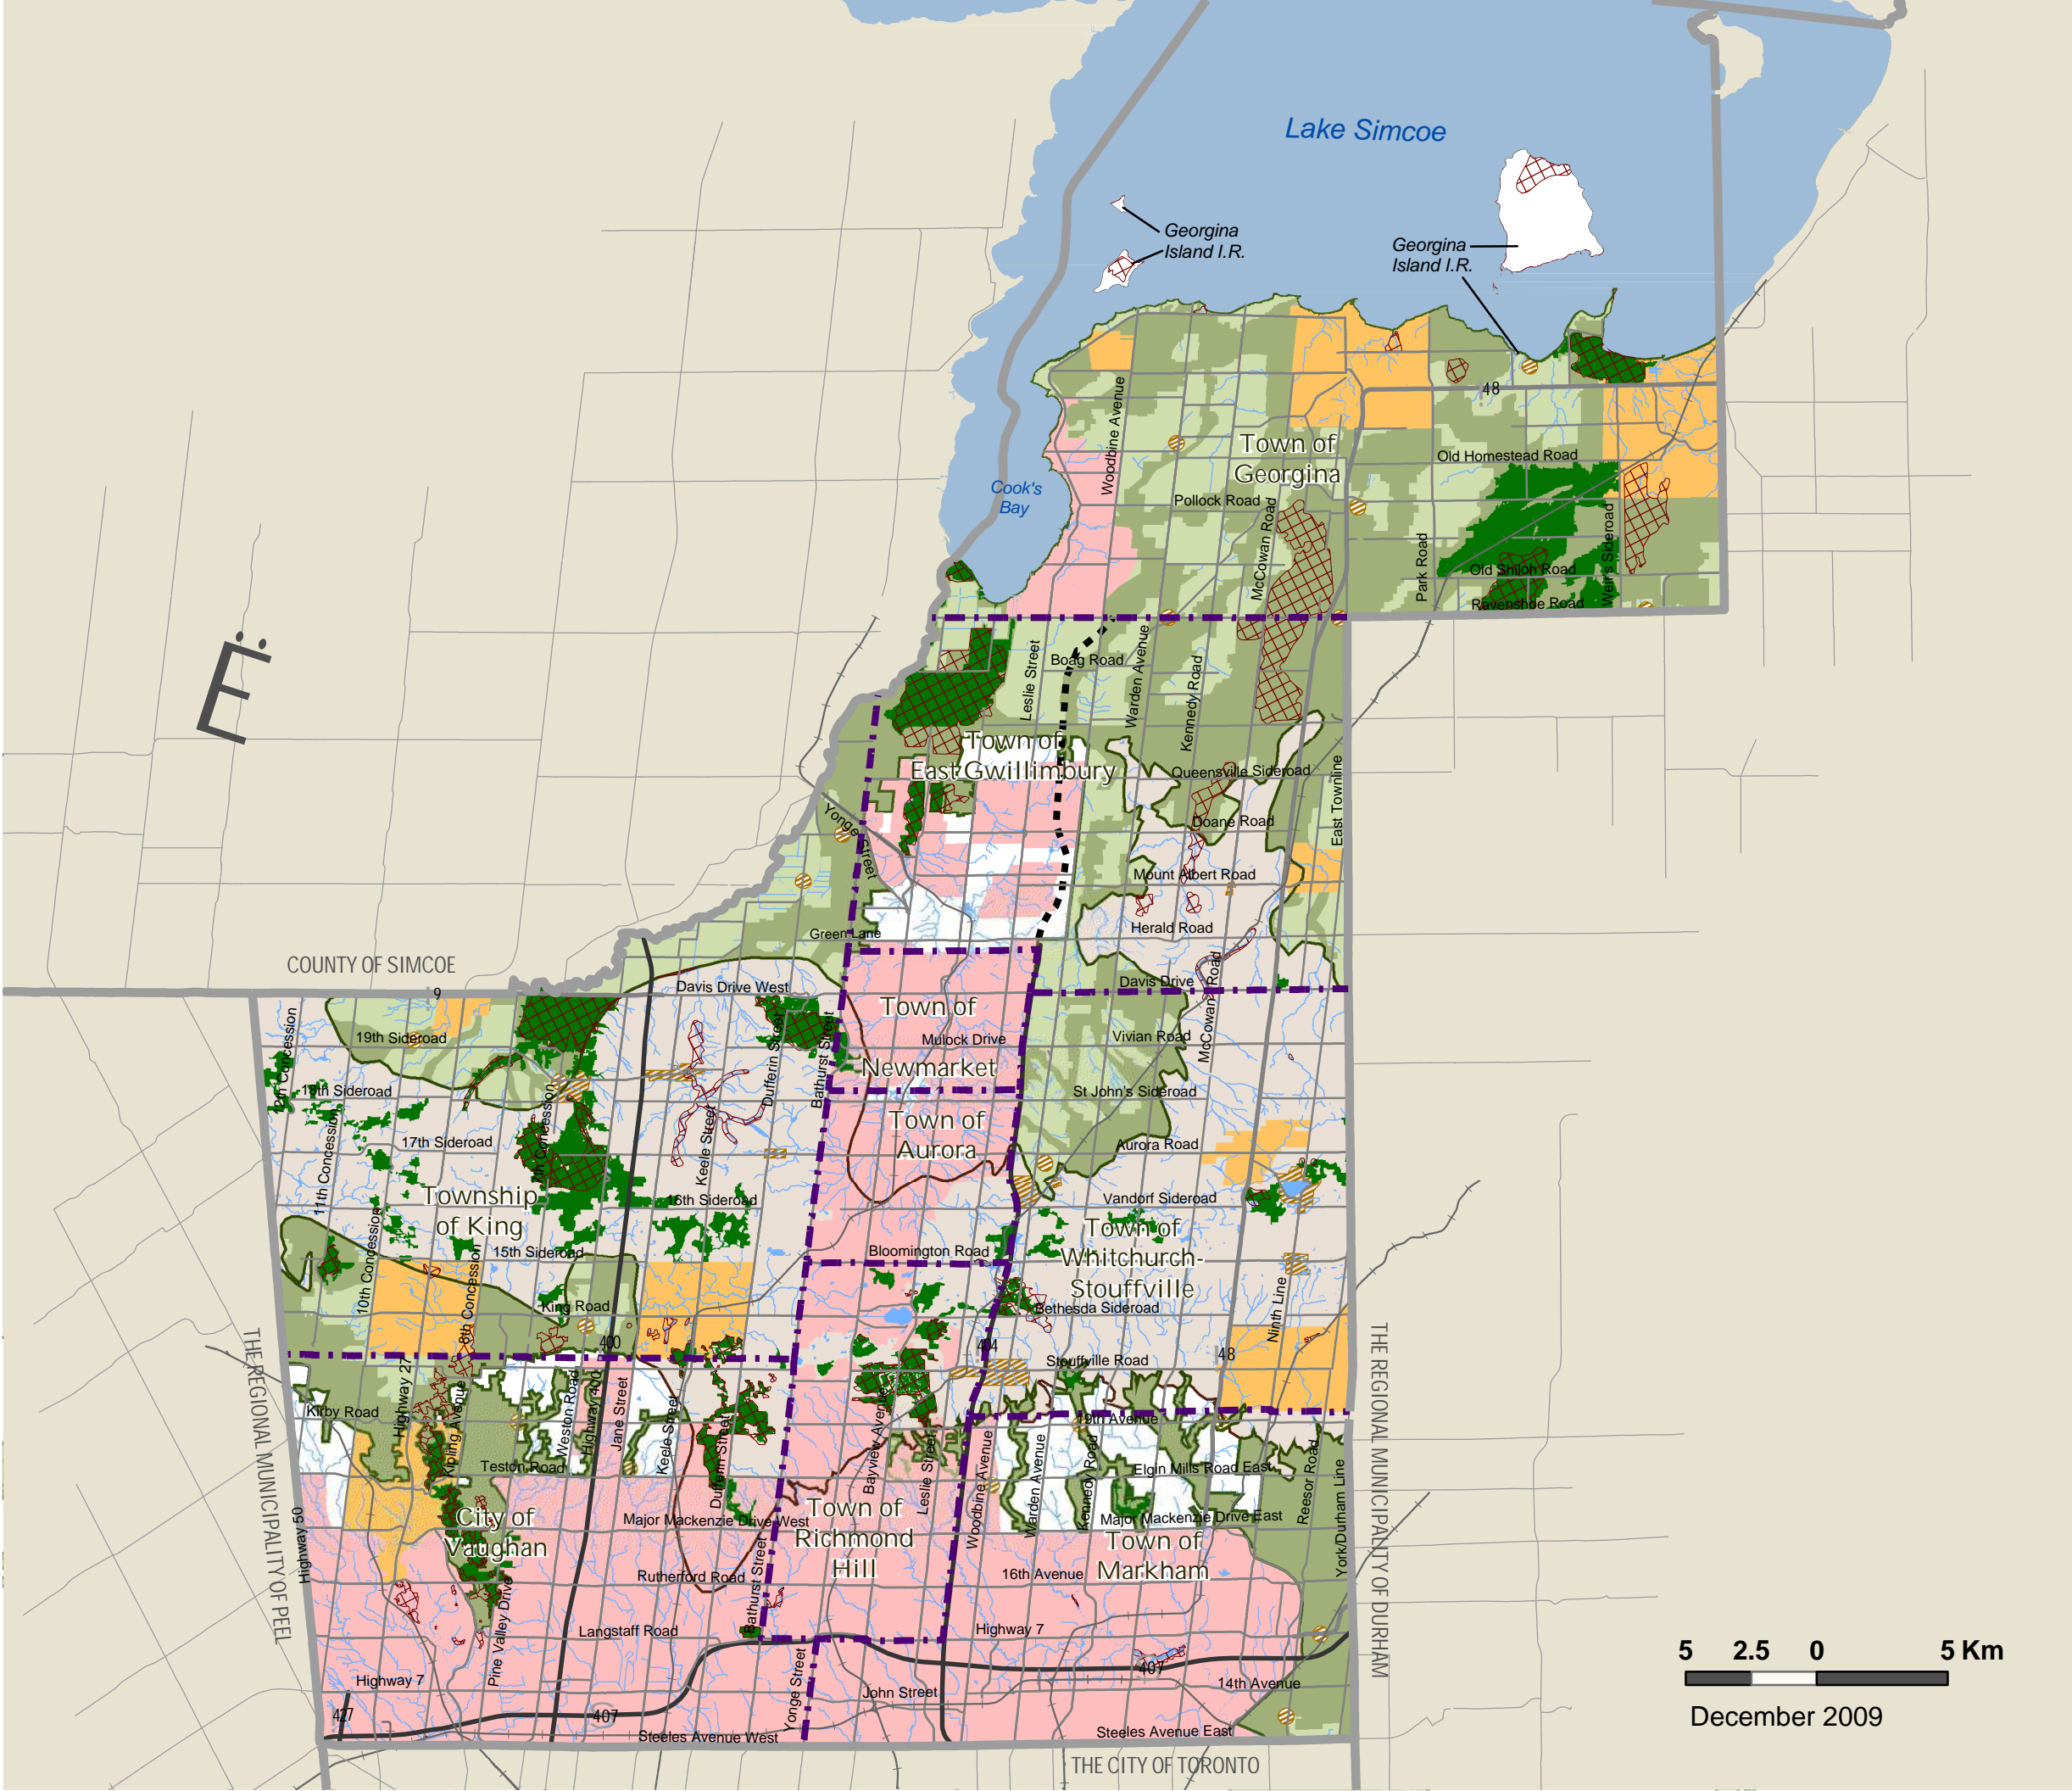 Lake Simcoe
Georgina
Island I.R.
Georgina
Island I.R.
48
Woodbine Avenue
Town of
Georgina
Old Homestead Road
Cook's
Bay
Pollock Road
McCowan Road
Park Road
Weir's Sideroad
Old Shiloh Road
Ravenshoe Road
Leslie Street
Boag Road
Warden Avenue
Kennedy Road
Town of
East Gwillimbury
Queensville Sideroad
East Townline
Yonge Street
Doane Road
Mount Albert Road
Herald Road
Green Lane
COUNTY OF SIMCOE
9
Davis Drive West
Davis Drive
McCowan Road
12th Concession
19th Sideroad
Dufferin Street
Bathurst Street
Town of
Newmarket
Mulock Drive
Vivian Road
18th Sideroad
St John's Sideroad
11th Concession
17th Sideroad
7th Concession
Keele Street
Town of
Aurora
Aurora Road
Township
of King
16th Sideroad
Vandorf Sideroad
10th Concession
15th Sideroad
8th Concession
Bloomington Road
Town of
Whitchurch-
Stouffville
King Road
Bethesda Sideroad
Ninth Line
400
404
48
Stouffville Road
THE REGIONAL MUNICIPALITY OF PEEL
THE REGIONAL MUNICIPALITY OF DURHAM
Kirby Road
Highway 27
Kipling Avenue
Weston Road
Highway 400
Jane Street
Keele Street
Dufferin Street
Bayview Avenue
Leslie Street
19th Avenue
Teston Road
Woodbine Avenue
Warden Avenue
Kennedy Road
Elgin Mills Road East
Reesor Road
York/Durham Line
City of
Vaughan
Major Mackenzie Drive West
Town of
Richmond
Hill
Major Mackenzie Drive East
Town of
Markham
Highway 50
Rutherford Road
Bathurst Street
16th Avenue
Pine Valley Drive
Langstaff Road
Highway 7
Highway 7
407
Yonge Street
John Street
14th Avenue
427
407
Steeles Avenue West
Steeles Avenue East
THE CITY OF TORONTO
5 2.5 0 5 Km
December 2009